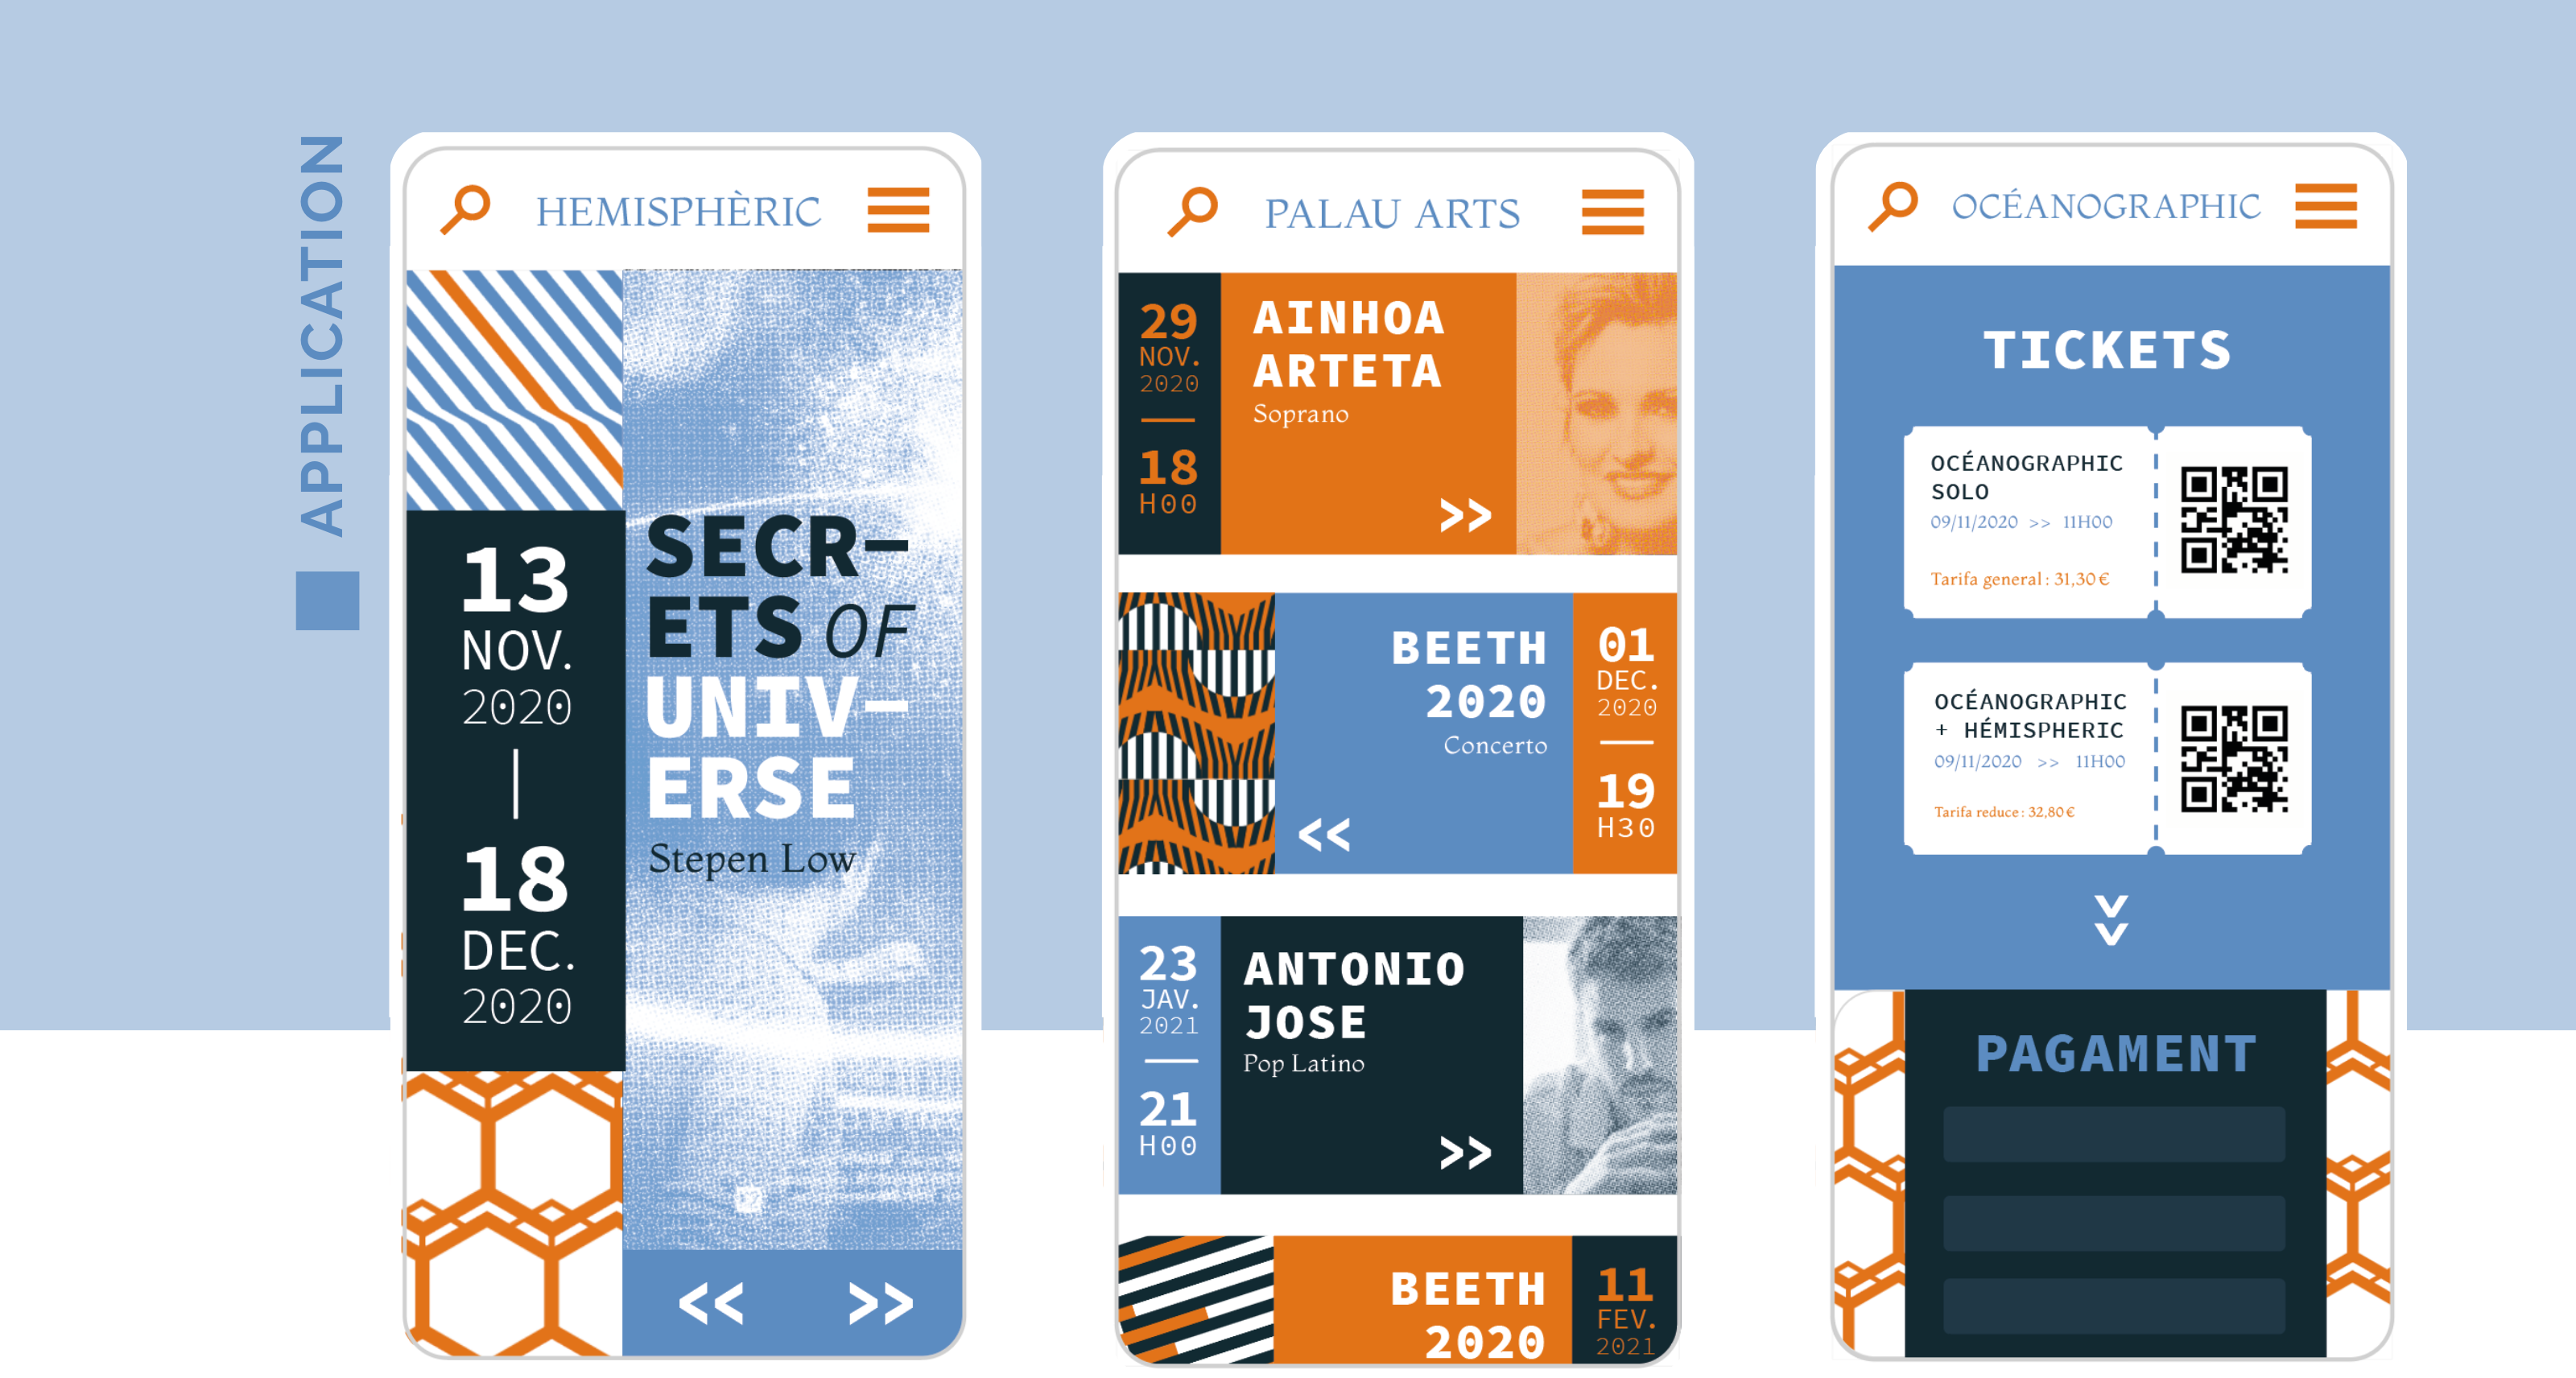 APPLICATION
HEMISPHÈRIC
13
NOV.
2020
18
DEC.
2020
SECR-
ETS OF
UNIV-
ERSE
Stepen Low
<< >>
PALAU ARTS
29
NOV.
2020
18
H00
AINHOA
ARTETA
Soprano
>>
BEETH
2020
Concerto
<<
01
DEC.
2020
19
H30
23
JAV.
2021
21
H00
ANTONIO
JOSE
Pop Latino
>>
BEETH
2020
11
FEV.
2021
OCÉANOGRAPHIC
TICKETS
OCÉANOGRAPHIC
SOLO
09/11/2020 >> 11H00
Tarifa general : 31,30 €
OCÉANOGRAPHIC
+ HÉMISPHERIC
09/11/2020 >> 11H00
Tarifa reduce : 32,80 €
PAGAMENT